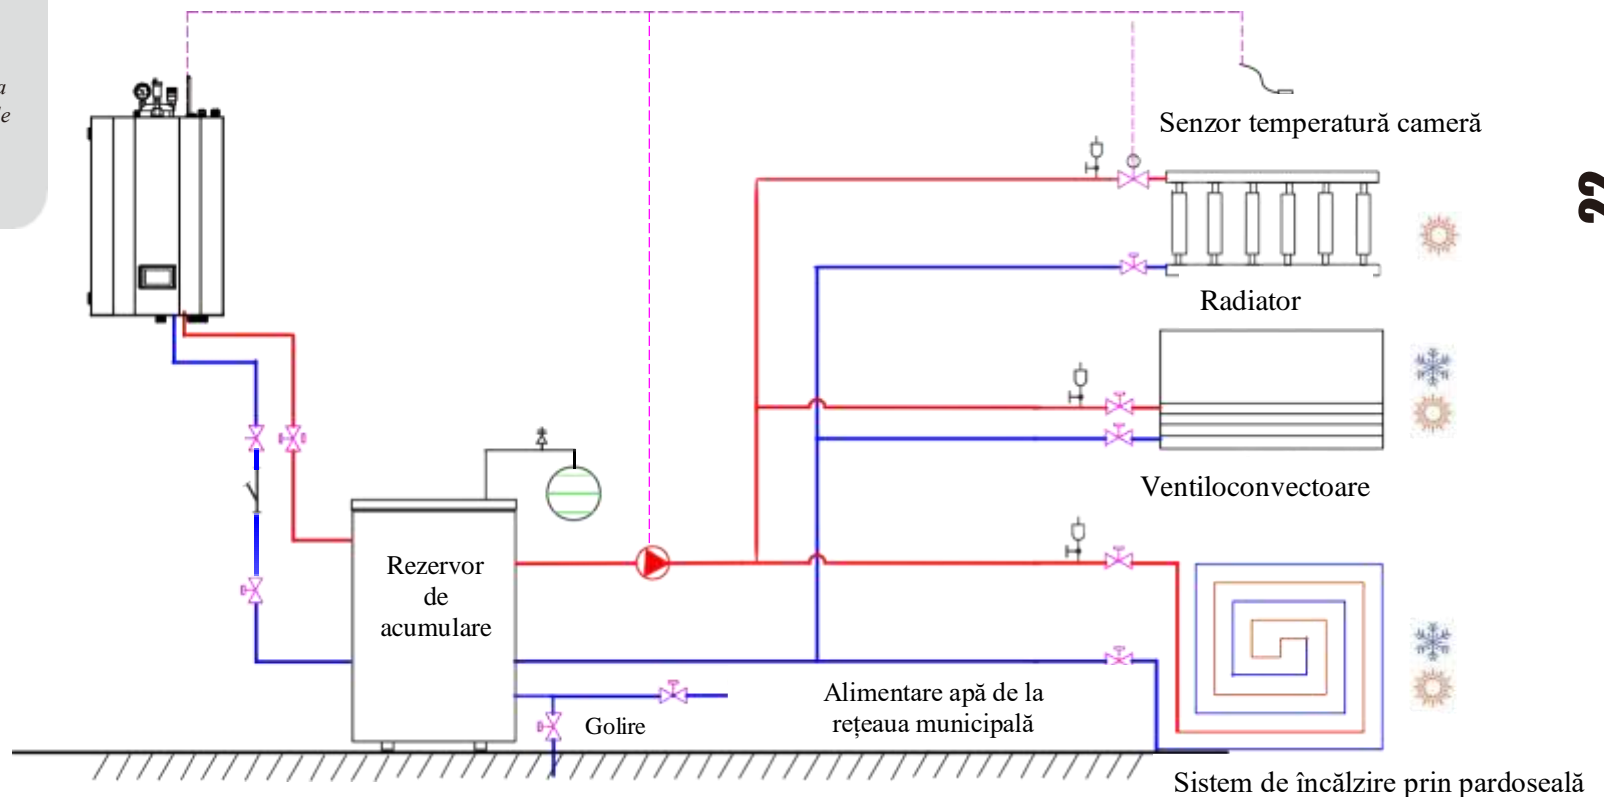 Senzor temperatură cameră
22
Radiator
Ventiloconvectoare
Rezervor
de
acumulare
Alimentare apă de la
rețeaua municipală
Golire
Sistem de încălzire prin pardoseală